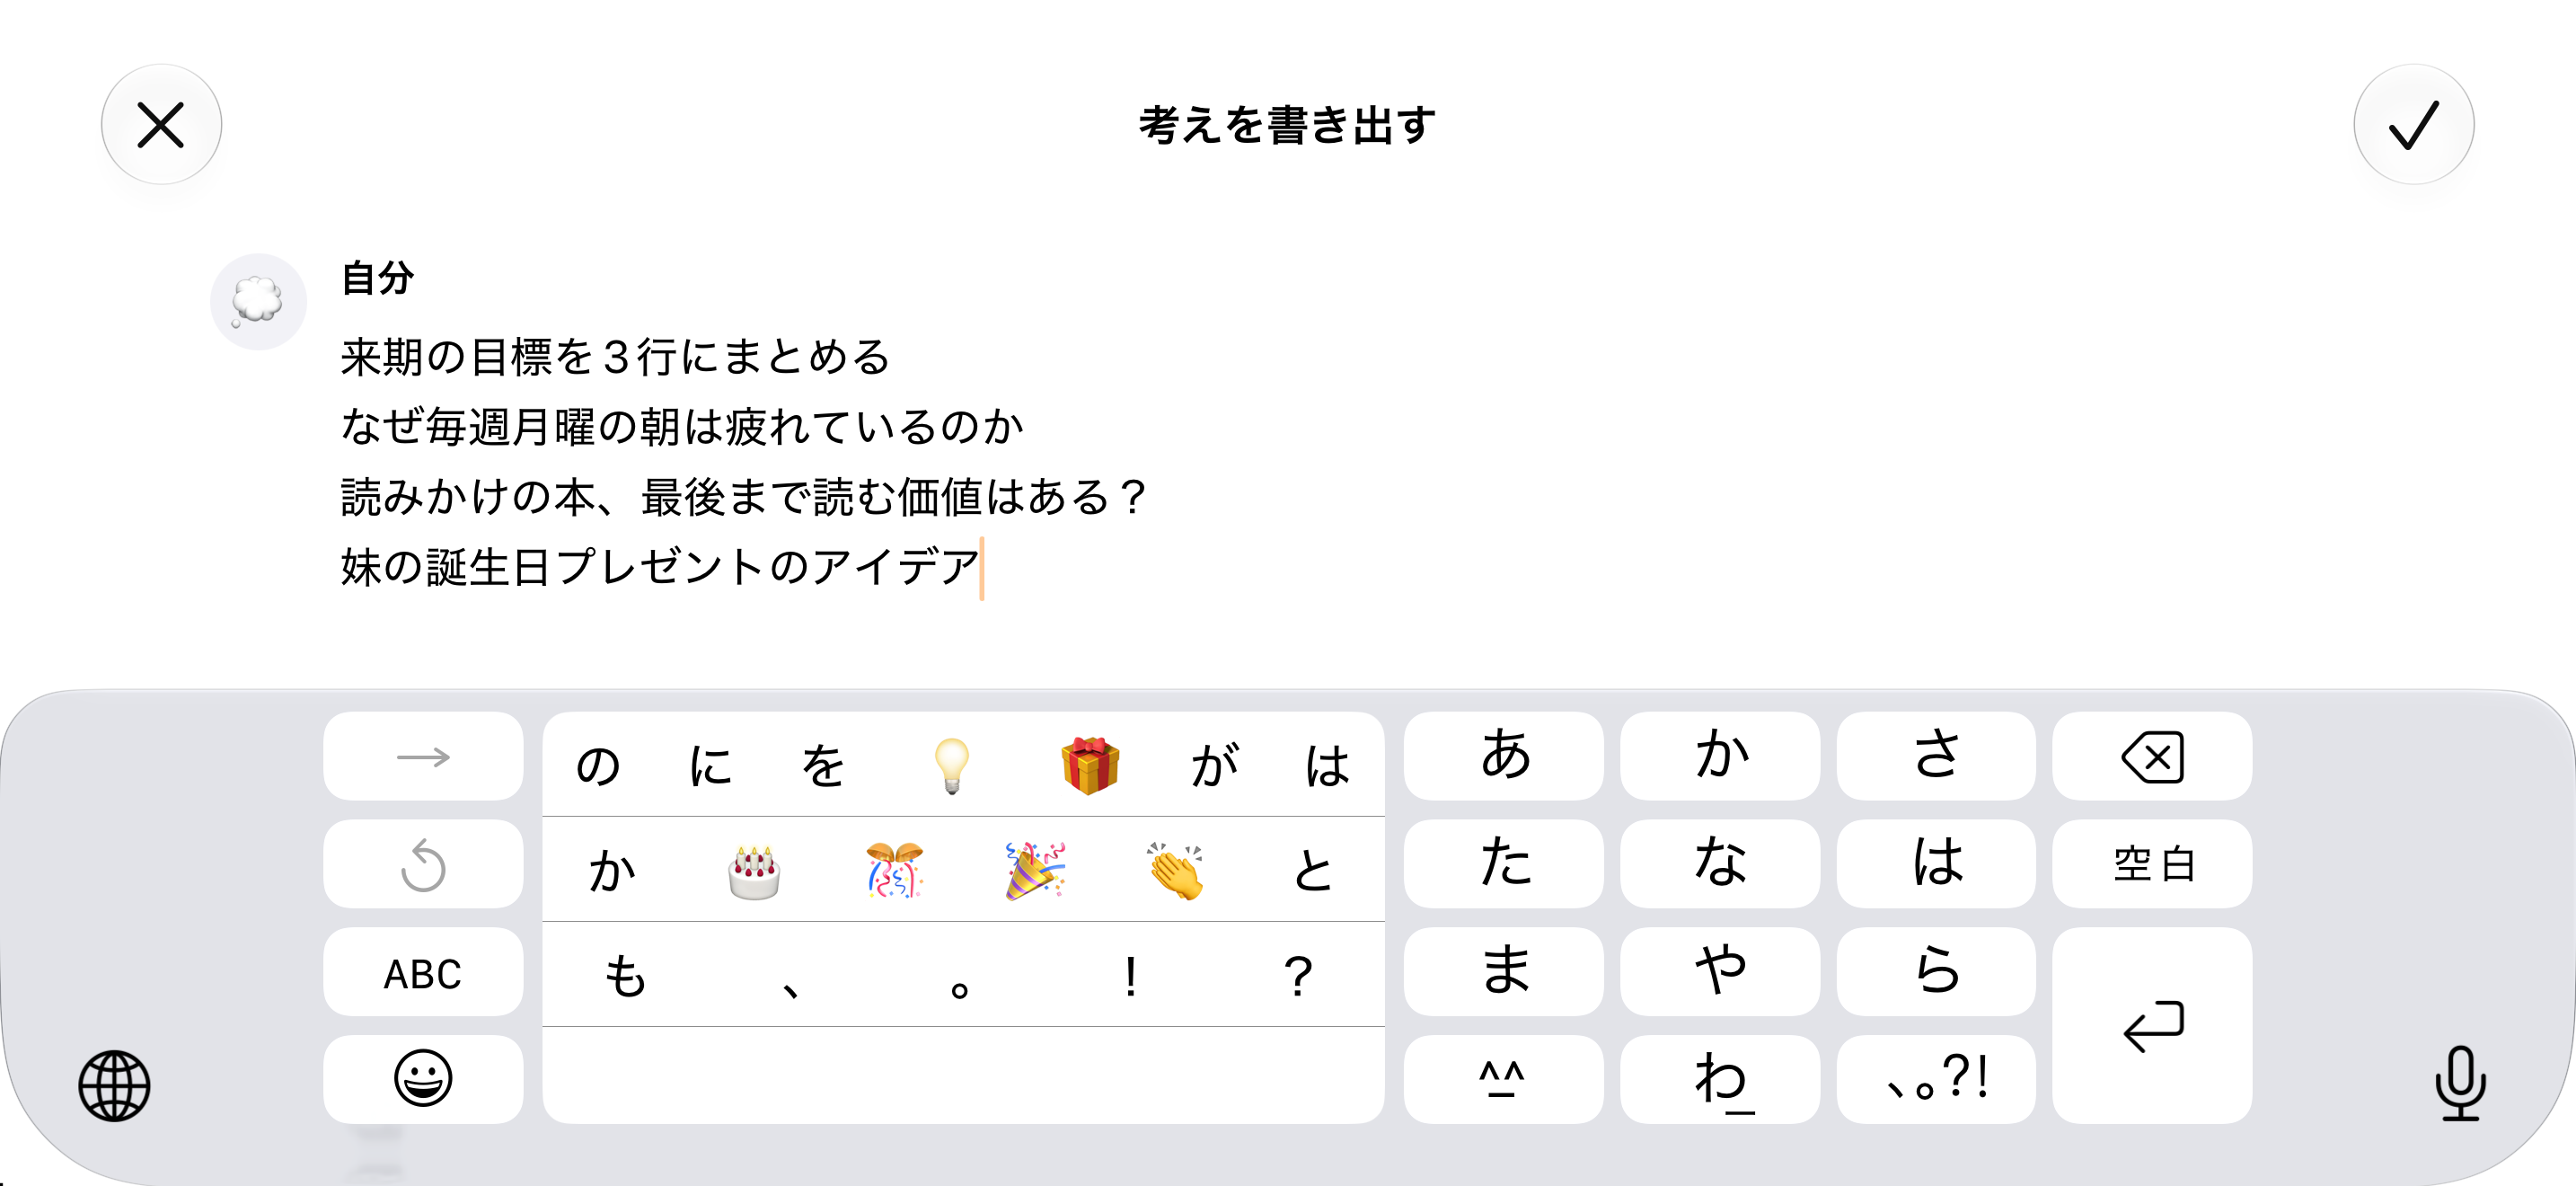 考えを書き出す
自分
来期の目標を3行にまとめる
なぜ毎週月曜の朝は疲れているのか
読みかけの本、最後まで読む価値はある？
妹の誕生日プレゼントのアイデア
→ の に を 💡 🎁 が は あ か さ
か 🎂 🎊 🎉 👏 と た な は 空白
ABC も 、 。 ! ? ま や ら
^_^ わ_ 、。?!